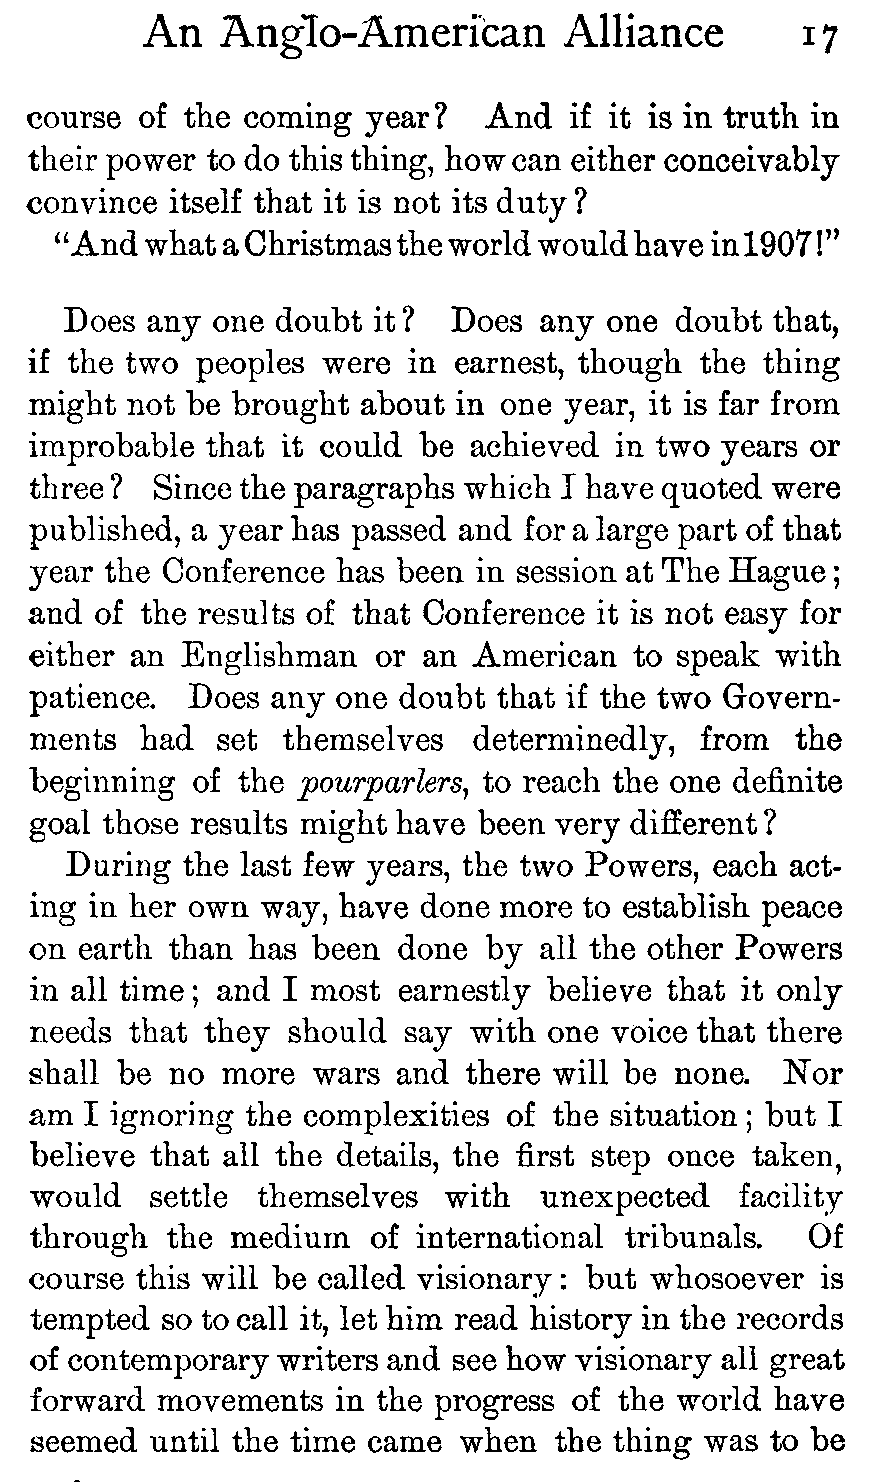 An Anglo-American Alliance 17
course of the coming year? And if it is in truth in
their power to do this thing, how can either conceivably
convince itself that it is not its duty?
"And what a Christmas the world would have in 1907!"
Does any one doubt it? Does any one doubt that,
if the two peoples were in earnest, though the thing
might not be brought about in one year, it is far from
improbable that it could be achieved in two years or
three? Since the paragraphs which I have quoted were
published, a year has passed and for a large part of that
year the Conference has been in session at The Hague;
and of the results of that Conference it is not easy for
either an Englishman or an American to speak with
patience. Does any one doubt that if the two Govern-
ments had set themselves determinedly, from the
beginning of the pourparlers, to reach the one definite
goal those results might have been very different?
During the last few years, the two Powers, each act-
ing in her own way, have done more to establish peace
on earth than has been done by all the other Powers
in all time; and I most earnestly believe that it only
needs that they should say with one voice that there
shall be no more wars and there will be none. Nor
am I ignoring the complexities of the situation; but I
believe that all the details, the first step once taken,
would settle themselves with unexpected facility
through the medium of international tribunals. Of
course this will be called visionary: but whosoever is
tempted so to call it, let him read history in the records
of contemporary writers and see how visionary all great
forward movements in the progress of the world have
seemed until the time came when the thing was to be